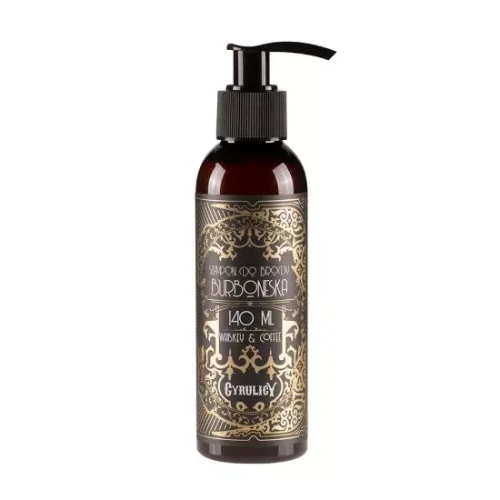 SZAMPON DO BRODY
BURBONESKA
140 ML
WHISKEY & COFFEE
CYRULICY